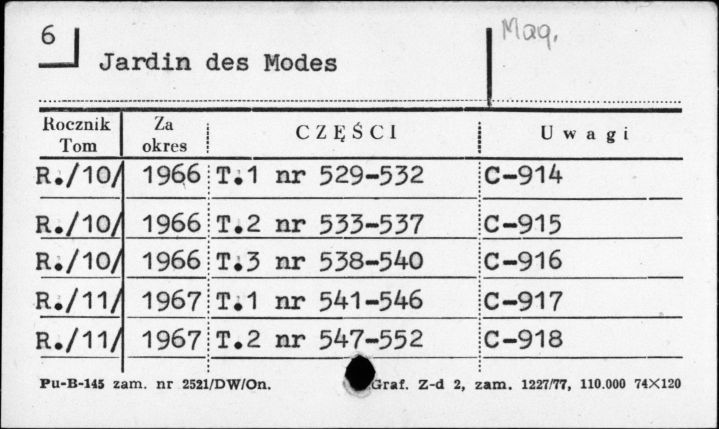 6
Mag.
Jardin des Modes
Rocznik Tom Za okres CZĘŚCI Uwagi
R./10/ 1966 T.1 nr 529-532 C-914
R./10/ 1966 T.2 nr 533-537 C-915
R./10/ 1966 T.3 nr 538-540 C-916
R./11/ 1967 T.1 nr 541-546 C-917
R./11/ 1967 T.2 nr 547-552 C-918
Pu-B-145 zam. nr 2521/DW/On. Graf. Z-d 2, zam. 1227/77, 110.000 74×120